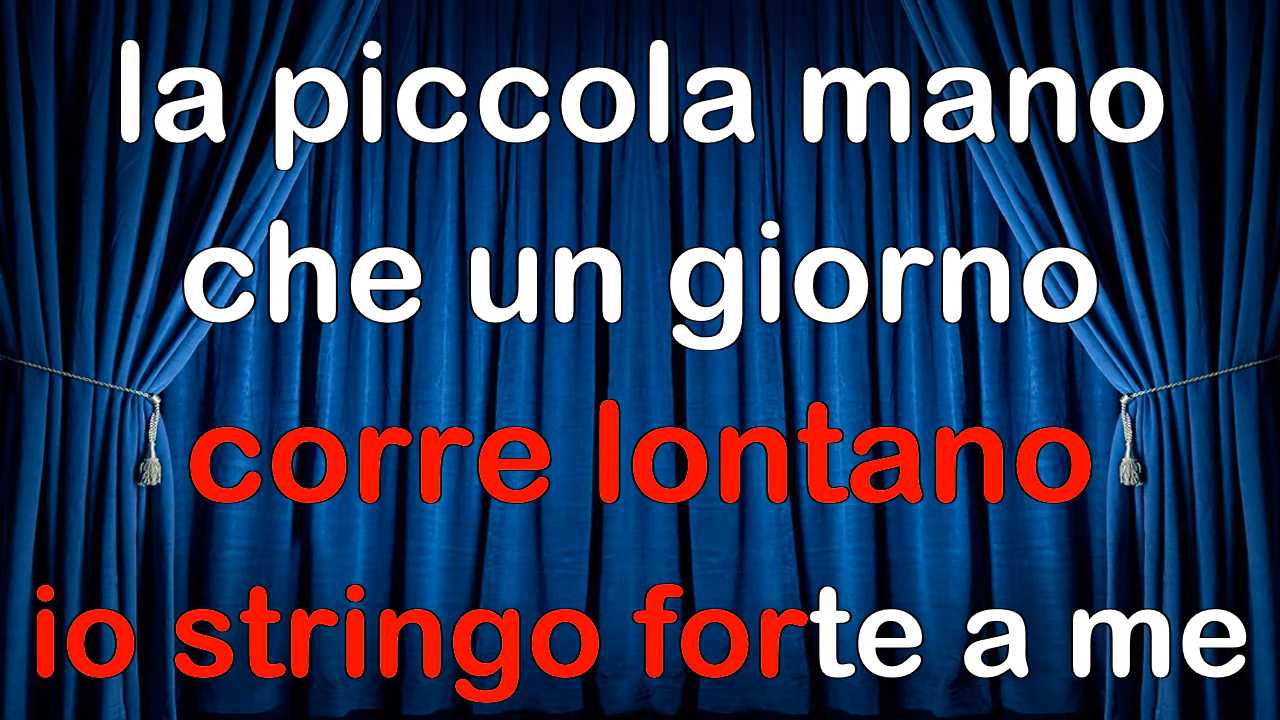 la piccola mano
che un giorno
corre lontano
io stringo forte a me